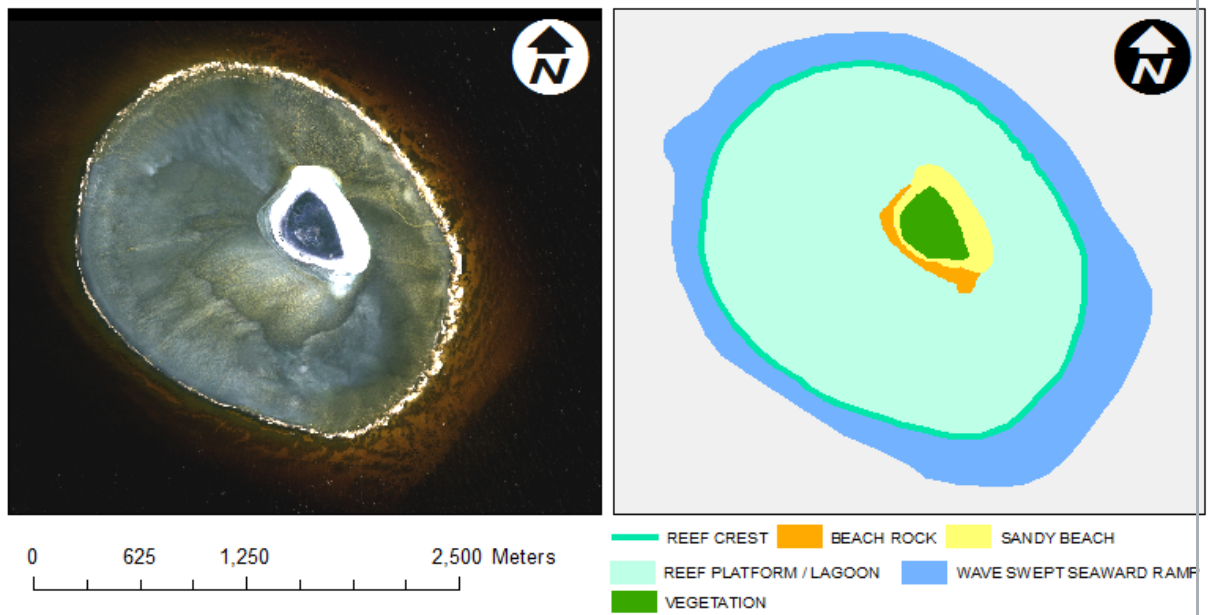 N
N
0 625 1,250 2,500 Meters
REEF CREST BEACH ROCK SANDY BEACH
REEF PLATFORM / LAGOON WAVE SWEPT SEAWARD RAMP
VEGETATION